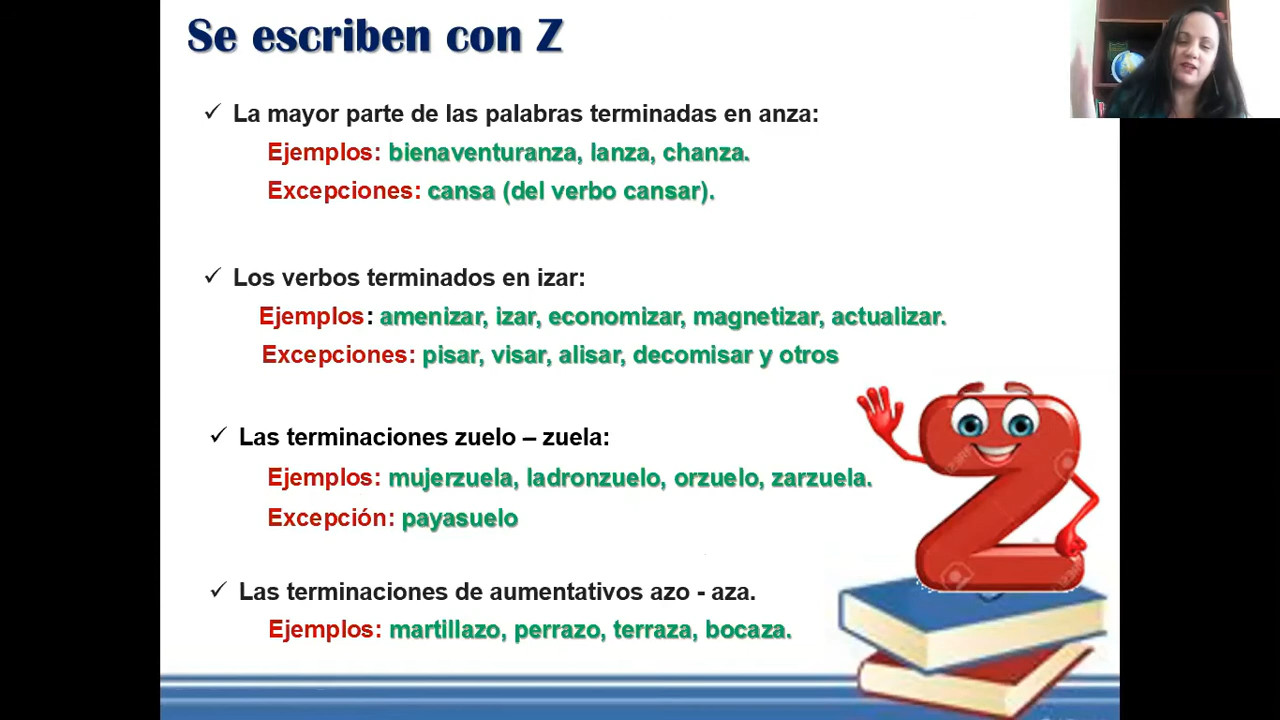 Se escriben con Z
✓ La mayor parte de las palabras terminadas en anza:
Ejemplos: bienaventuranza, lanza, chanza.
Excepciones: cansa (del verbo cansar).
✓ Los verbos terminados en izar:
Ejemplos: amenizar, izar, economizar, magnetizar, actualizar.
Excepciones: pisar, visar, alisar, decomisar y otros
✓ Las terminaciones zuelo – zuela:
Ejemplos: mujerzuela, ladronzuelo, orzuelo, zarzuela.
Excepción: payasuelo
✓ Las terminaciones de aumentativos azo - aza.
Ejemplos: martillazo, perrazo, terraza, bocaza.